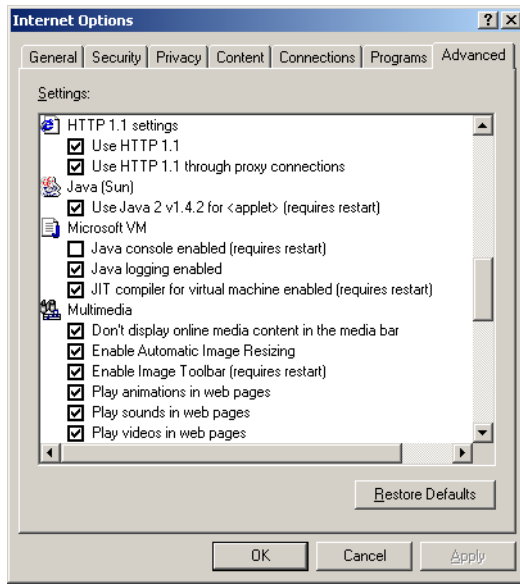 Internet Options
General Security Privacy Content Connections Programs Advanced
Settings:
HTTP 1.1 settings
Use HTTP 1.1
Use HTTP 1.1 through proxy connections
Java (Sun)
Use Java 2 v1.4.2 for <applet> (requires restart)
Microsoft VM
Java console enabled (requires restart)
Java logging enabled
JIT compiler for virtual machine enabled (requires restart)
Multimedia
Don't display online media content in the media bar
Enable Automatic Image Resizing
Enable Image Toolbar (requires restart)
Play animations in web pages
Play sounds in web pages
Play videos in web pages
Restore Defaults
OK Cancel Apply